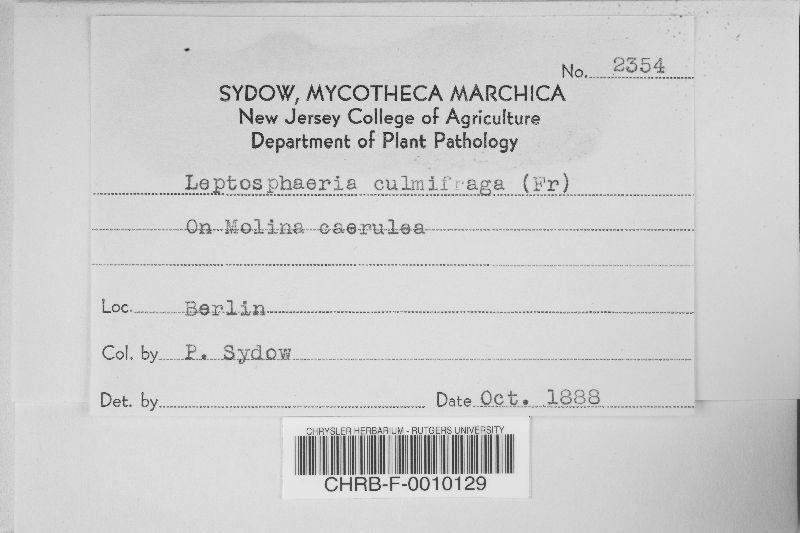 No. 2354
SYDOW, MYCOTHECA MARCHICA
New Jersey College of Agriculture
Department of Plant Pathology
Leptosphaeria culmifraga (Fr)
On Molina caerulea
Loc. Berlin
Col. by P. Sydow
Det. by
Date Oct. 1888
CHRYSLER HERBARIUM - RUTGERS UNIVERSITY
CHRB-F-0010129